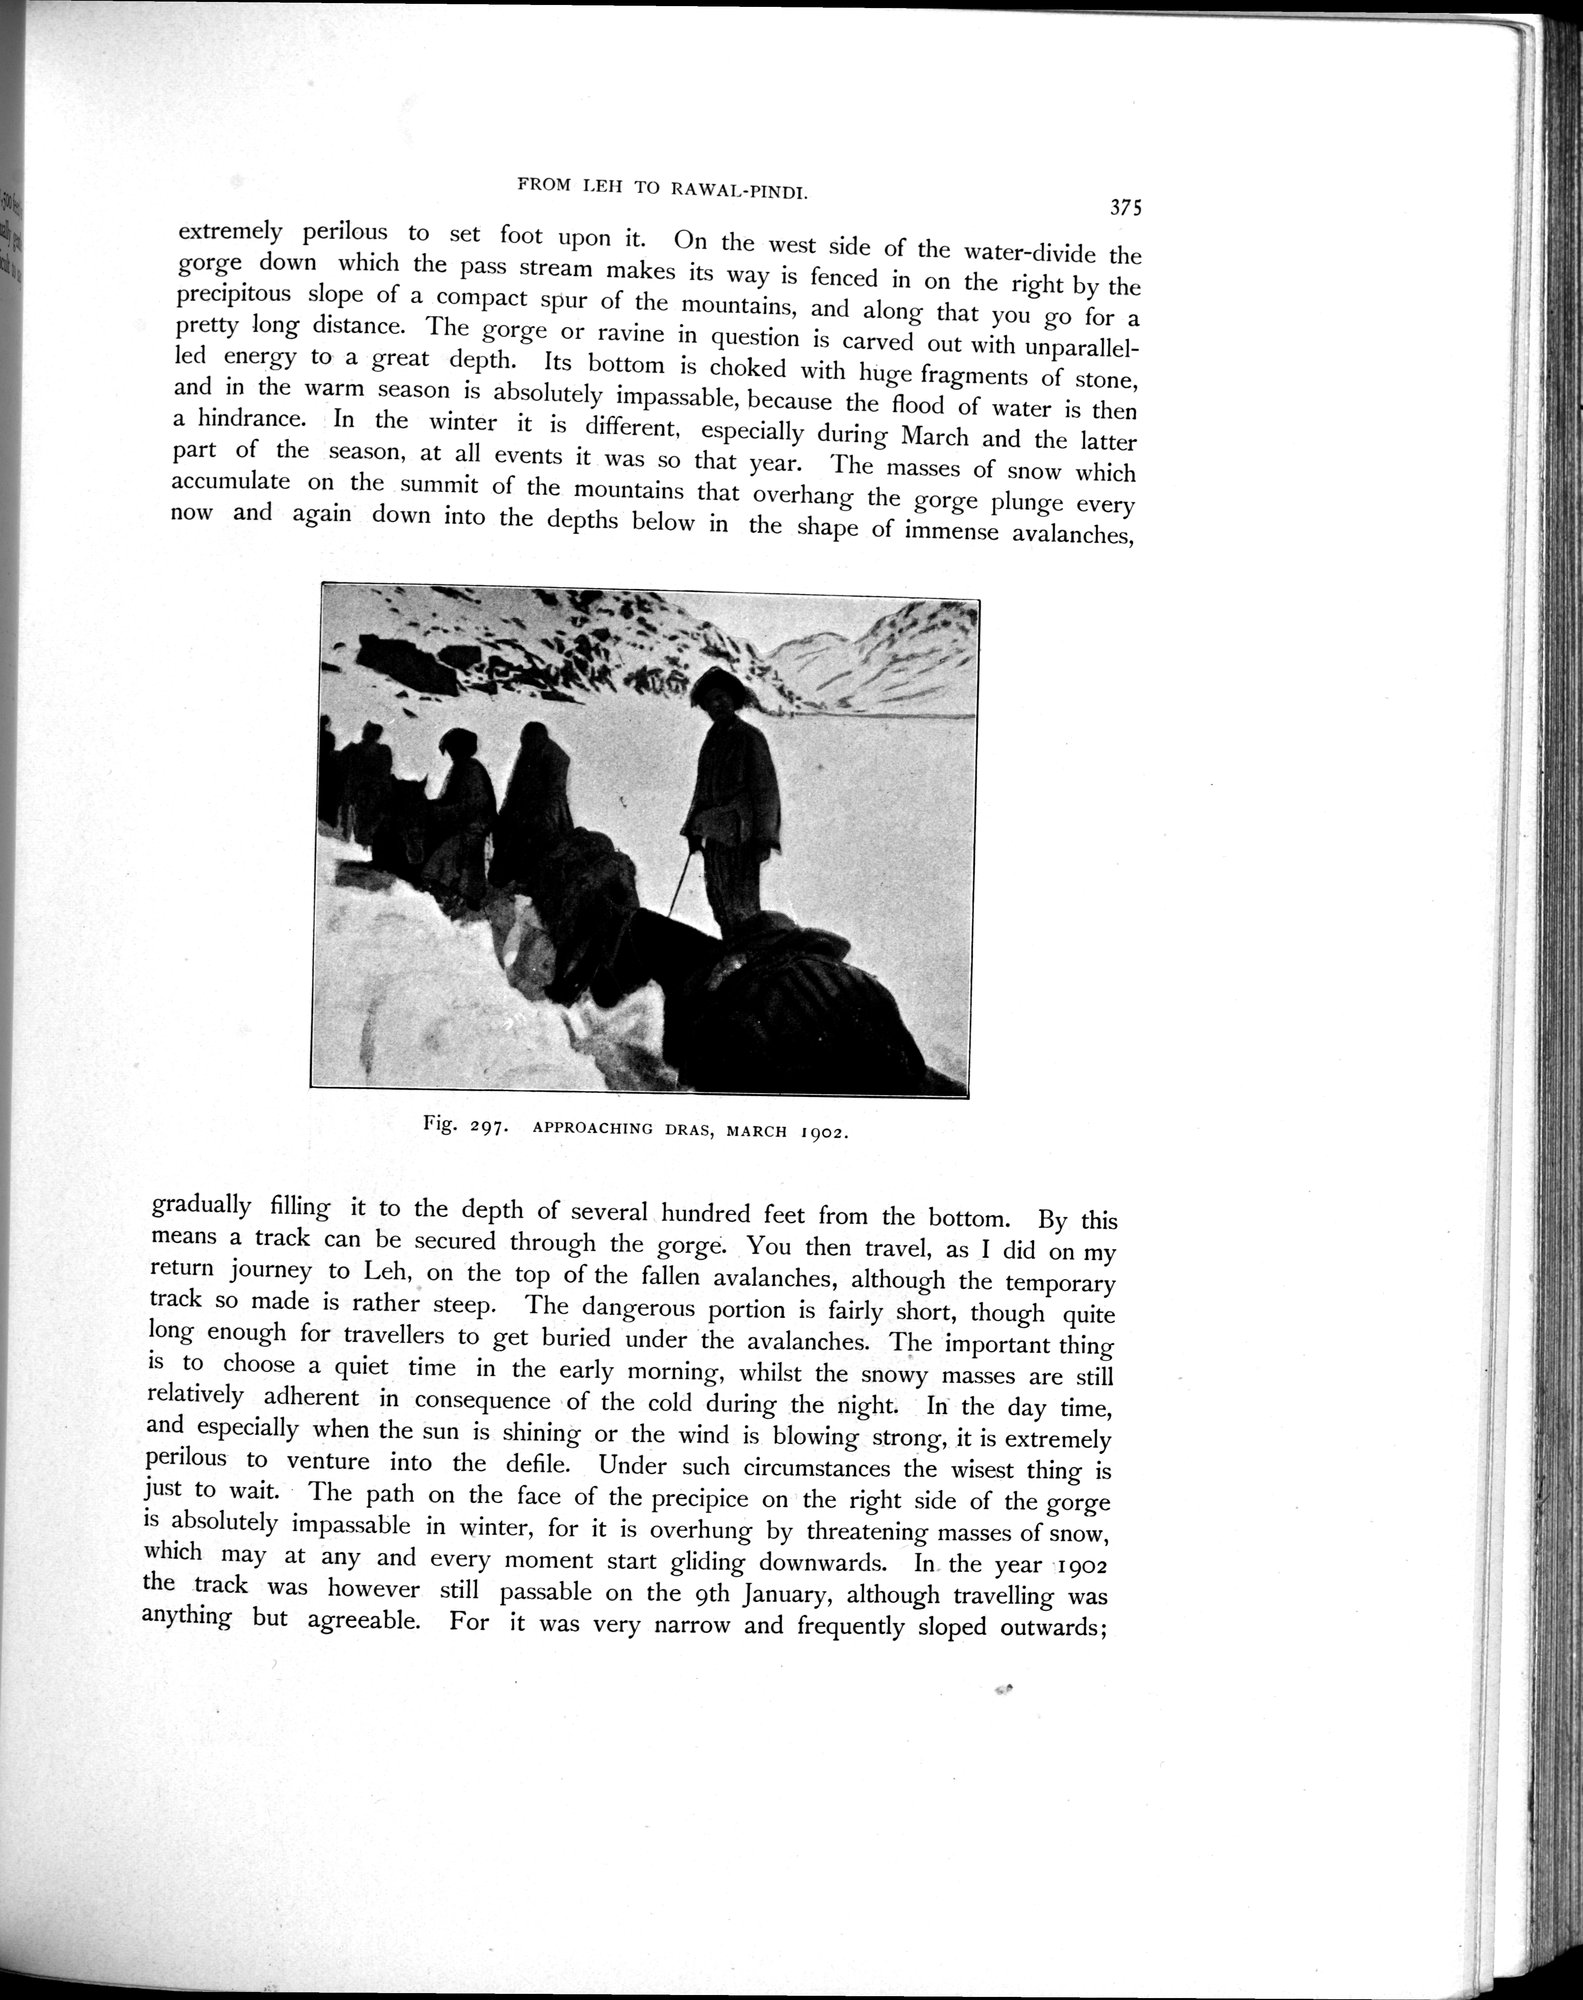 FROM LEH TO RAWAL-PINDI.
375
extremely perilous to set foot upon it. On the west side of the water-divide the
gorge down which the pass stream makes its way is fenced in on the right by the
precipitous slope of a compact spur of the mountains, and along that you go for a
pretty long distance. The gorge or ravine in question is carved out with unparallel-
led energy to a great depth. Its bottom is choked with huge fragments of stone,
and in the warm season is absolutely impassable, because the flood of water is then
a hindrance. In the winter it is different, especially during March and the latter
part of the season, at all events it was so that year. The masses of snow which
accumulate on the summit of the mountains that overhang the gorge plunge every
now and again down into the depths below in the shape of immense avalanches,
Fig. 297. APPROACHING DRAS, MARCH 1902.
gradually filling it to the depth of several hundred feet from the bottom. By this
means a track can be secured through the gorge. You then travel, as I did on my
return journey to Leh, on the top of the fallen avalanches, although the temporary
track so made is rather steep. The dangerous portion is fairly short, though quite
long enough for travellers to get buried under the avalanches. The important thing
is to choose a quiet time in the early morning, whilst the snowy masses are still
relatively adherent in consequence of the cold during the night. In the day time,
and especially when the sun is shining or the wind is blowing strong, it is extremely
perilous to venture into the defile. Under such circumstances the wisest thing is
just to wait. The path on the face of the precipice on the right side of the gorge
is absolutely impassable in winter, for it is overhung by threatening masses of snow,
which may at any and every moment start gliding downwards. In the year 1902
the track was however still passable on the 9th January, although travelling was
anything but agreeable. For it was very narrow and frequently sloped outwards;